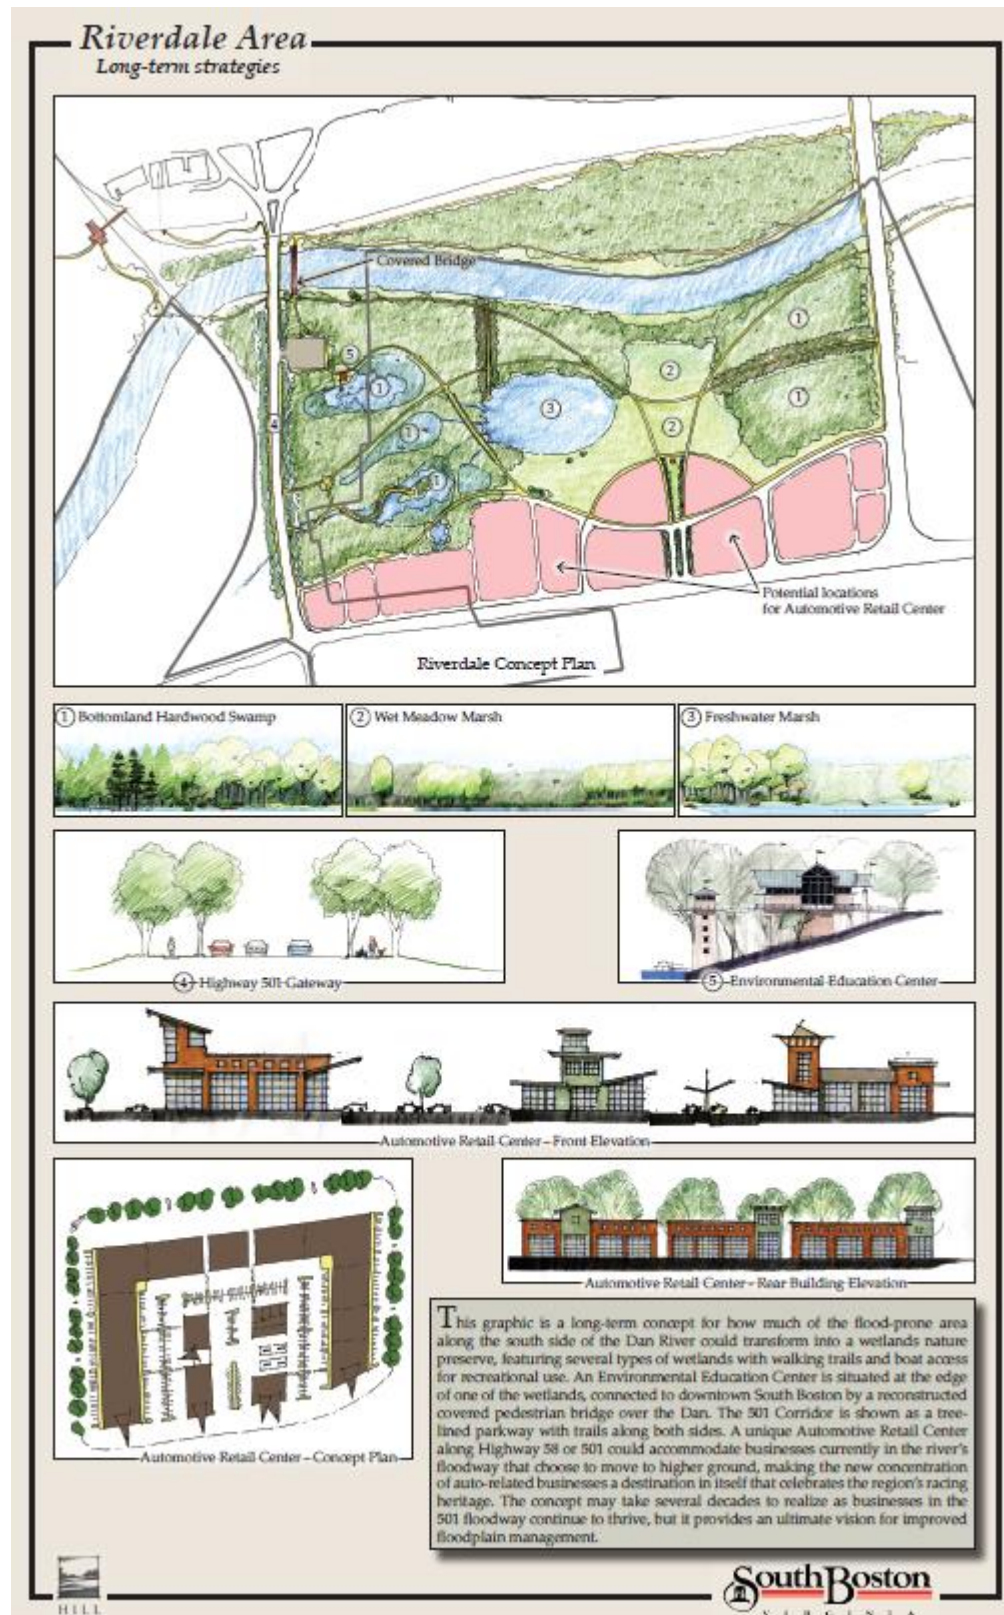 Riverdale Area
Long-term strategies
Covered Bridge
1
5
2
1
3
1
4
1
2
1
Potential locations
for Automotive Retail Center
Riverdale Concept Plan
1 Bottomland Hardwood Swamp
2 Wet Meadow Marsh
3 Freshwater Marsh
4 Highway 501 Gateway
5 Environmental Education Center
Automotive Retail Center - Front Elevation
Automotive Retail Center - Rear Building Elevation
Automotive Retail Center - Concept Plan
This graphic is a long-term concept for how much of the flood-prone area
along the south side of the Dan River could transform into a wetlands nature
preserve, featuring several types of wetlands with walking trails and boat access
for recreational use. An Environmental Education Center is situated at the edge
of one of the wetlands, connected to downtown South Boston by a reconstructed
covered pedestrian bridge over the Dan. The 501 Corridor is shown as a tree-
lined parkway with trails along both sides. A unique Automotive Retail Center
along Highway 58 or 501 could accommodate businesses currently in the river's
floodway that choose to move to higher ground, making the new concentration
of auto-related businesses a destination in itself that celebrates the region's racing
heritage. The concept may take several decades to realize as businesses in the
501 floodway continue to thrive, but it provides an ultimate vision for improved
floodplain management.
HILL
South Boston